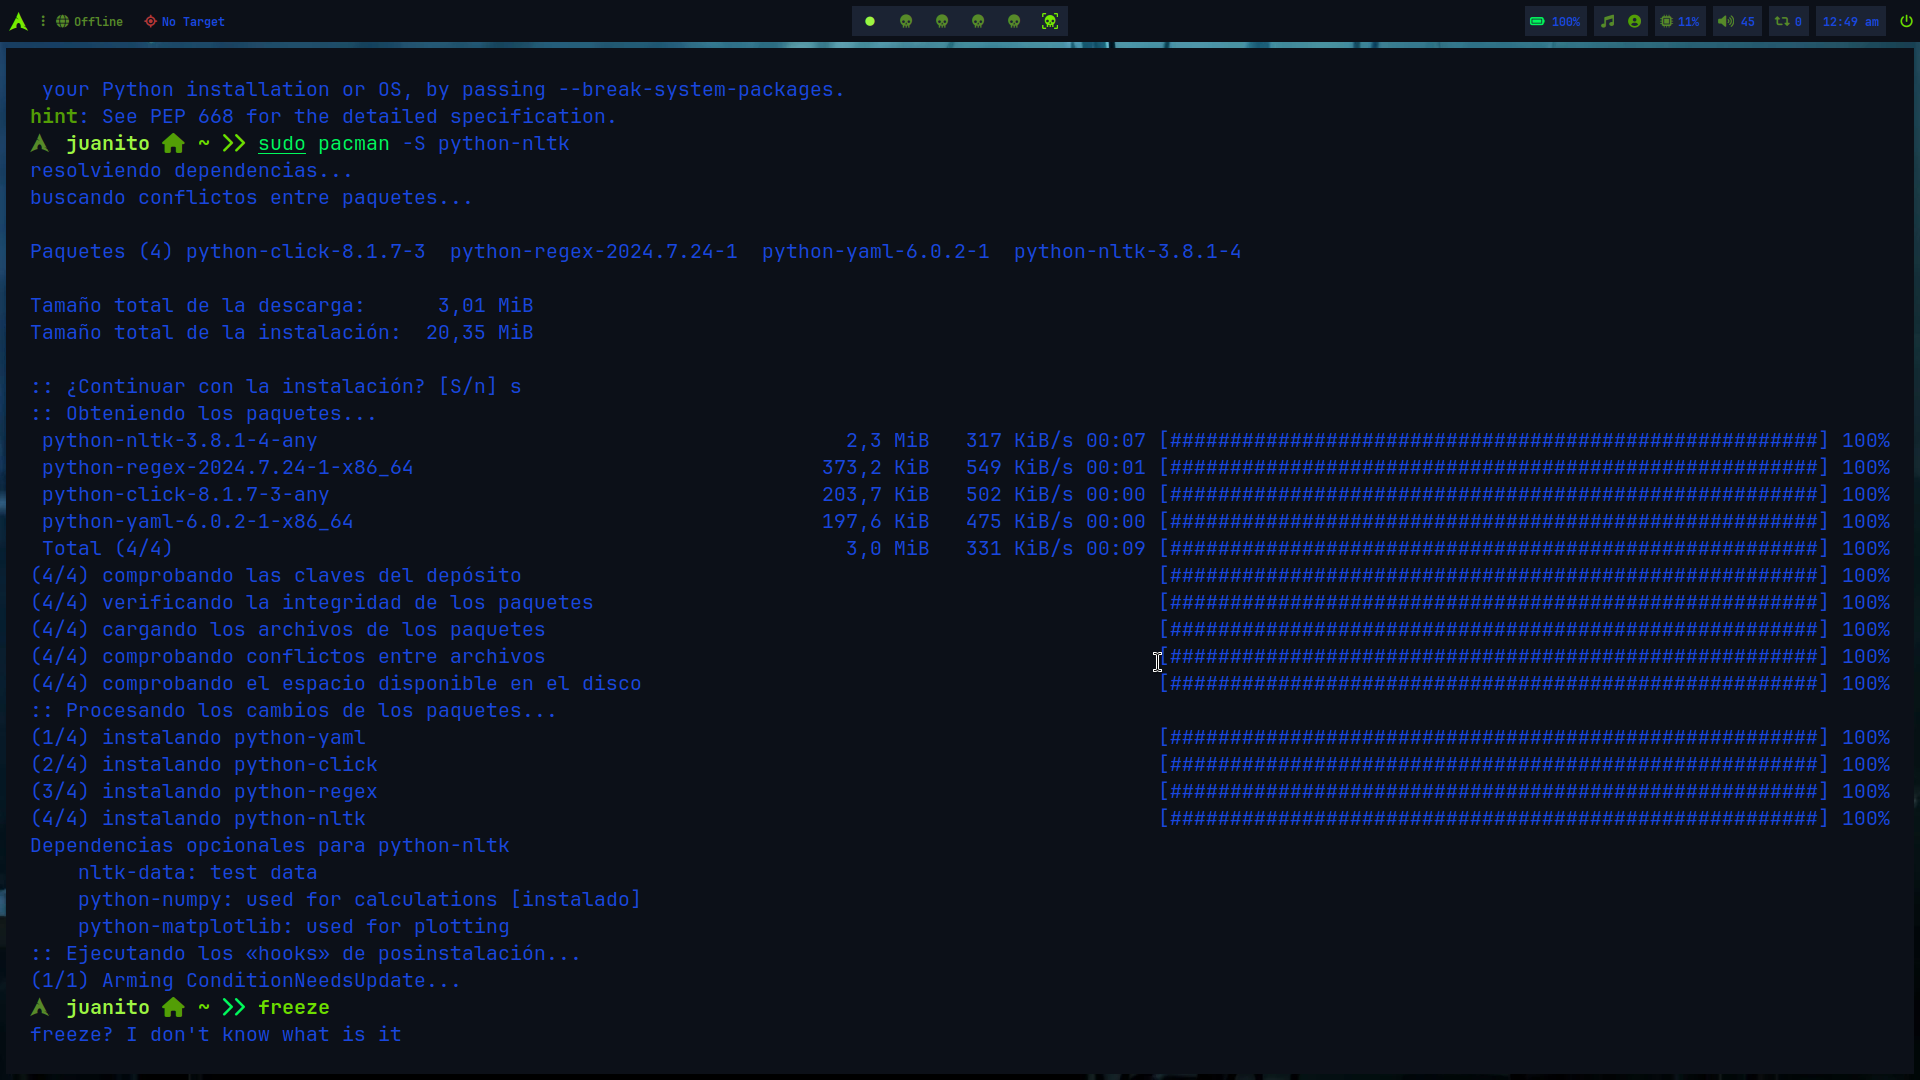 Offline No Target 100% 11% 45 0 12:49 am
your Python installation or OS, by passing --break-system-packages.
hint: See PEP 668 for the detailed specification.
juanito ~ >> sudo pacman -S python-nltk
resolviendo dependencias...
buscando conflictos entre paquetes...
Paquetes (4) python-click-8.1.7-3  python-regex-2024.7.24-1  python-yaml-6.0.2-1  python-nltk-3.8.1-4
Tamaño total de la descarga:      3,01 MiB
Tamaño total de la instalación:  20,35 MiB
:: ¿Continuar con la instalación? [S/n] s
:: Obteniendo los paquetes...
python-nltk-3.8.1-4-any 2,3 MiB 317 KiB/s 00:07 [######################################################] 100%
python-regex-2024.7.24-1-x86_64 373,2 KiB 549 KiB/s 00:01 [######################################################] 100%
python-click-8.1.7-3-any 203,7 KiB 502 KiB/s 00:00 [######################################################] 100%
python-yaml-6.0.2-1-x86_64 197,6 KiB 475 KiB/s 00:00 [######################################################] 100%
Total (4/4) 3,0 MiB 331 KiB/s 00:09 [######################################################] 100%
(4/4) comprobando las claves del depósito [######################################################] 100%
(4/4) verificando la integridad de los paquetes [######################################################] 100%
(4/4) cargando los archivos de los paquetes [######################################################] 100%
(4/4) comprobando conflictos entre archivos [######################################################] 100%
(4/4) comprobando el espacio disponible en el disco [######################################################] 100%
:: Procesando los cambios de los paquetes...
(1/4) instalando python-yaml [######################################################] 100%
(2/4) instalando python-click [######################################################] 100%
(3/4) instalando python-regex [######################################################] 100%
(4/4) instalando python-nltk [######################################################] 100%
Dependencias opcionales para python-nltk
nltk-data: test data
python-numpy: used for calculations [instalado]
python-matplotlib: used for plotting
:: Ejecutando los «hooks» de posinstalación...
(1/1) Arming ConditionNeedsUpdate...
juanito ~ >> freeze
freeze? I don't know what is it